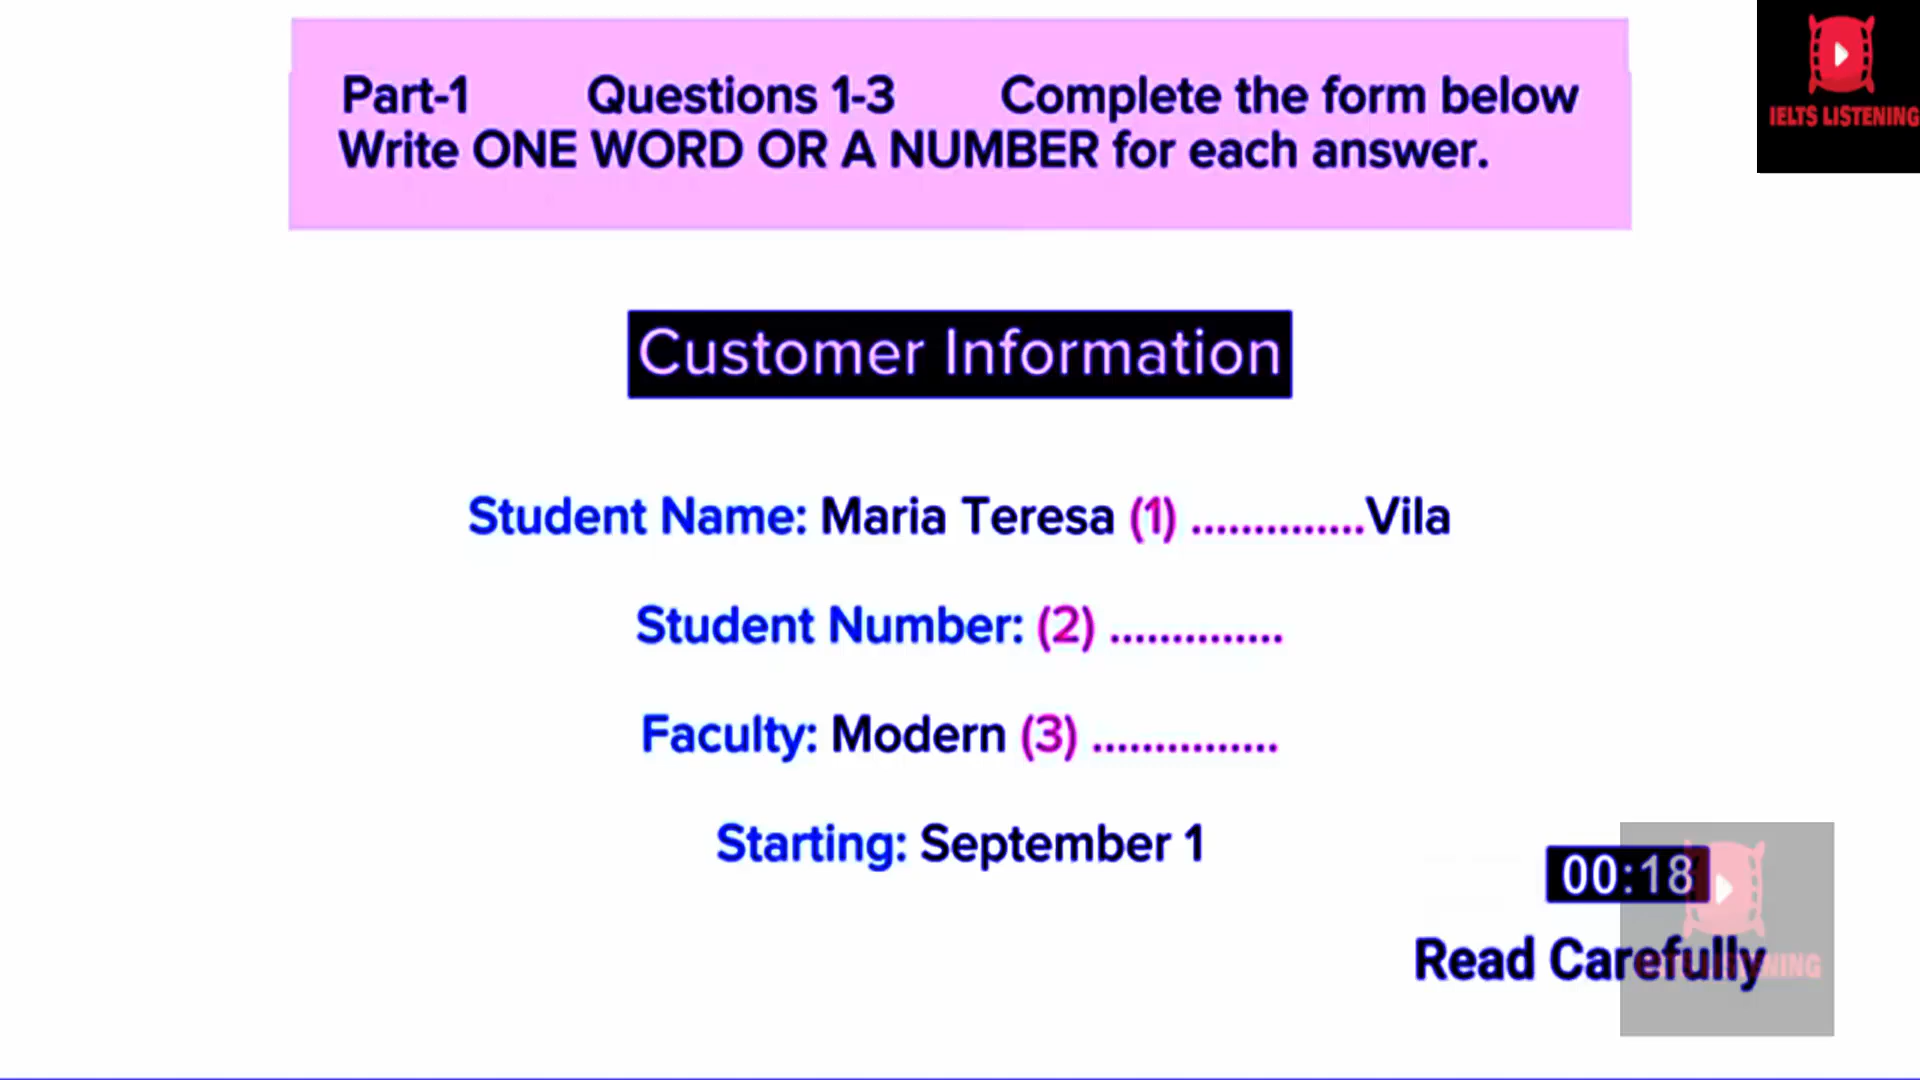 IELTS LISTENING
Part-1 Questions 1-3 Complete the form below
Write ONE WORD OR A NUMBER for each answer.
Customer Information
Student Name: Maria Teresa (1) ..............Vila
Student Number: (2) ..............
Faculty: Modern (3) ...............
Starting: September 1
00:18
Read Carefully